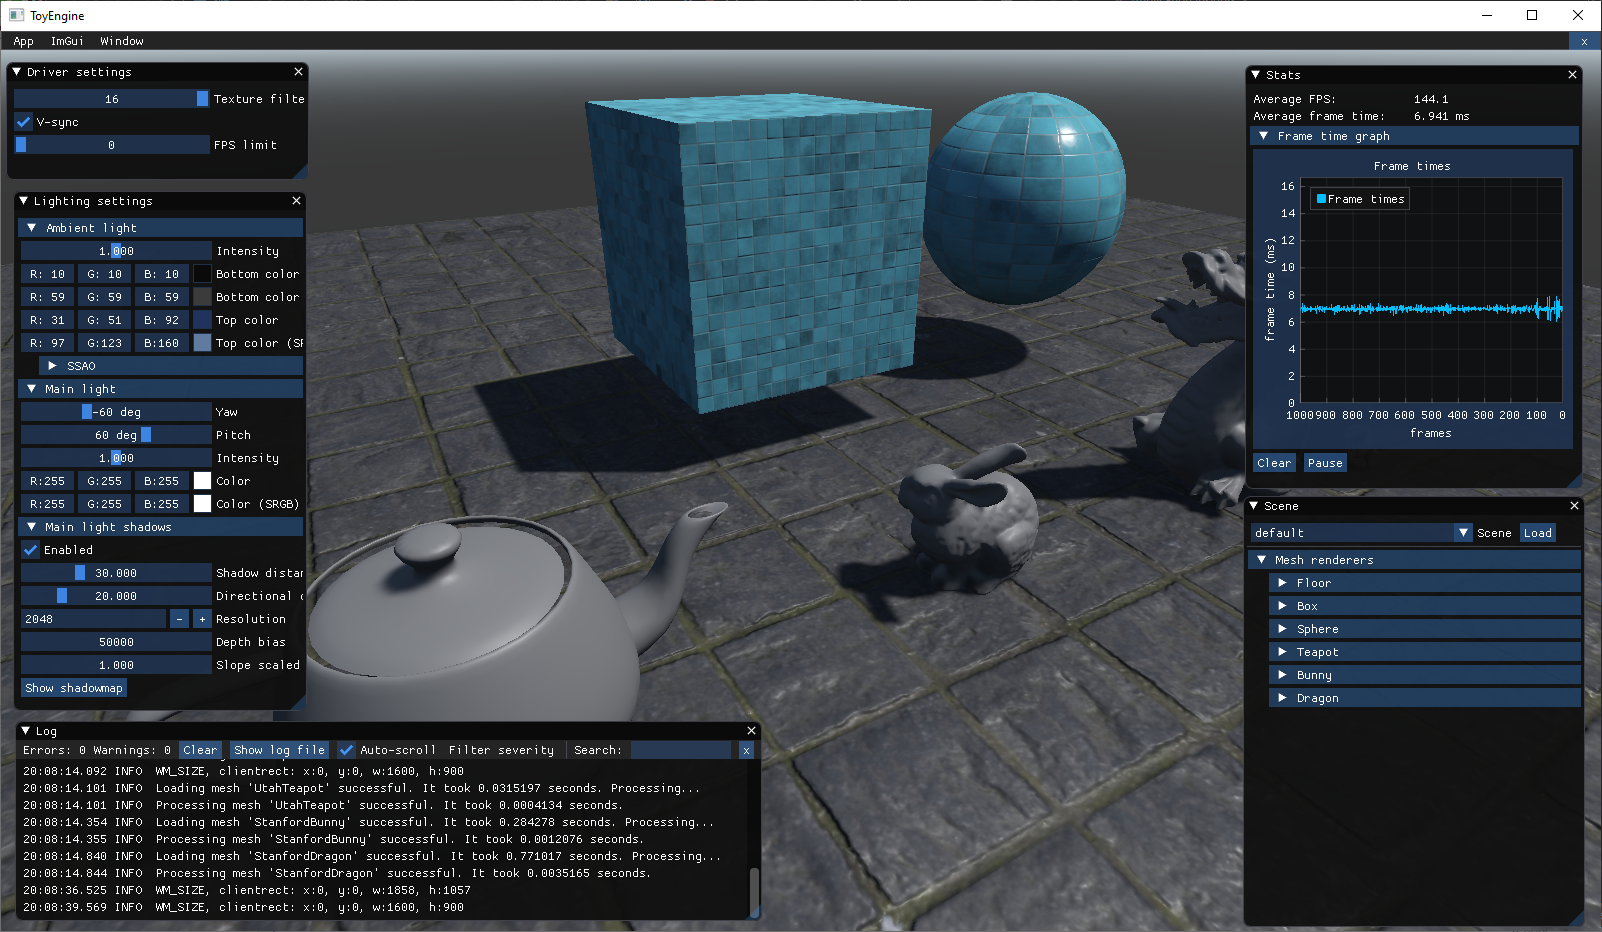 ToyEngine
App ImGui Window x
Driver settings
16 Texture filte
V-sync
0 FPS limit
Lighting settings
Ambient light
1.000 Intensity
R: 10 G: 10 B: 10 Bottom color
R: 59 G: 59 B: 59 Bottom color
R: 31 G: 51 B: 92 Top color
R: 97 G:123 B:160 Top color (SR
SSAO
Main light
-60 deg Yaw
60 deg Pitch
1.000 Intensity
R:255 G:255 B:255 Color
R:255 G:255 B:255 Color (SRGB)
Main light shadows
Enabled
30.000 Shadow distan
20.000 Directional
2048 - + Resolution
50000 Depth bias
1.000 Slope scaled
Show shadowmap
Log
Errors: 0 Warnings: 0 Clear Show log file Auto-scroll Filter severity Search: x
20:08:14.092 INFO WM_SIZE, clientrect: x:0, y:0, w:1600, h:900
20:08:14.101 INFO Loading mesh 'UtahTeapot' successful. It took 0.0315197 seconds. Processing...
20:08:14.101 INFO Processing mesh 'UtahTeapot' successful. It took 0.0004134 seconds.
20:08:14.354 INFO Loading mesh 'StanfordBunny' successful. It took 0.284278 seconds. Processing...
20:08:14.355 INFO Processing mesh 'StanfordBunny' successful. It took 0.0012076 seconds.
20:08:14.840 INFO Loading mesh 'StanfordDragon' successful. It took 0.771017 seconds. Processing...
20:08:14.844 INFO Processing mesh 'StanfordDragon' successful. It took 0.0035165 seconds.
20:08:36.525 INFO WM_SIZE, clientrect: x:0, y:0, w:1858, h:1057
20:08:39.569 INFO WM_SIZE, clientrect: x:0, y:0, w:1600, h:900
Stats
Average FPS: 144.1
Average frame time: 6.941 ms
Frame time graph
Frame times
Frame times
frame time (ms)
16
14
12
10
8
6
4
2
0
1000 900 800 700 600 500 400 300 200 100 0
frames
Clear Pause
Scene
default Scene Load
Mesh renderers
Floor
Box
Sphere
Teapot
Bunny
Dragon